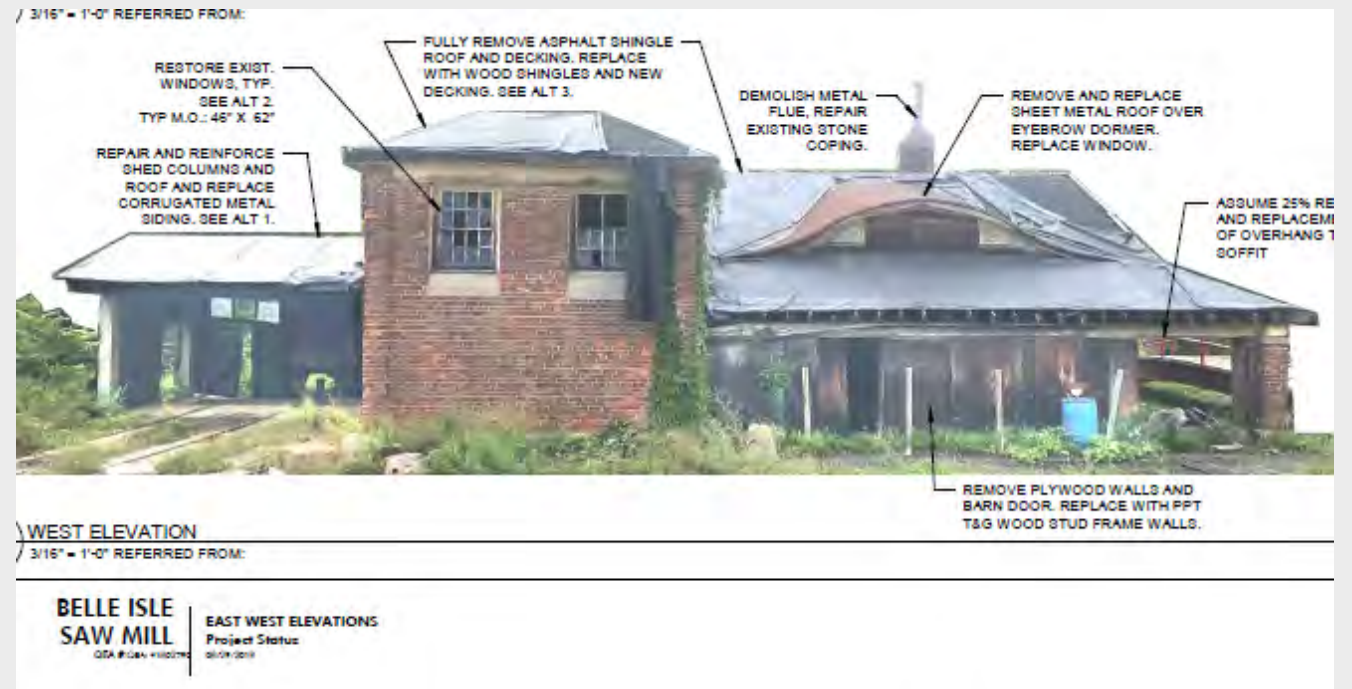 3/16" = 1'-0" REFERRED FROM:
FULLY REMOVE ASPHALT SHINGLE
ROOF AND DECKING. REPLACE
WITH WOOD SHINGLES AND NEW
DECKING. SEE ALT 3.
RESTORE EXIST.
WINDOWS, TYP.
SEE ALT 2.
TYP M.O.: 46" X 62"
DEMOLISH METAL
FLUE, REPAIR
EXISTING STONE
COPING.
REMOVE AND REPLACE
SHEET METAL ROOF OVER
EYEBROW DORMER.
REPLACE WINDOW.
REPAIR AND REINFORCE
SHED COLUMNS AND
ROOF AND REPLACE
CORRUGATED METAL
SIDING. SEE ALT 1.
ASSUME 25% RE
AND REPLACEM
OF OVERHANG T
SOFFIT
REMOVE PLYWOOD WALLS AND
BARN DOOR. REPLACE WITH PPT
T&G WOOD STUD FRAME WALLS.
WEST ELEVATION
3/16" = 1'-0" REFERRED FROM:
BELLE ISLE
SAW MILL
EAST WEST ELEVATIONS
Project Status